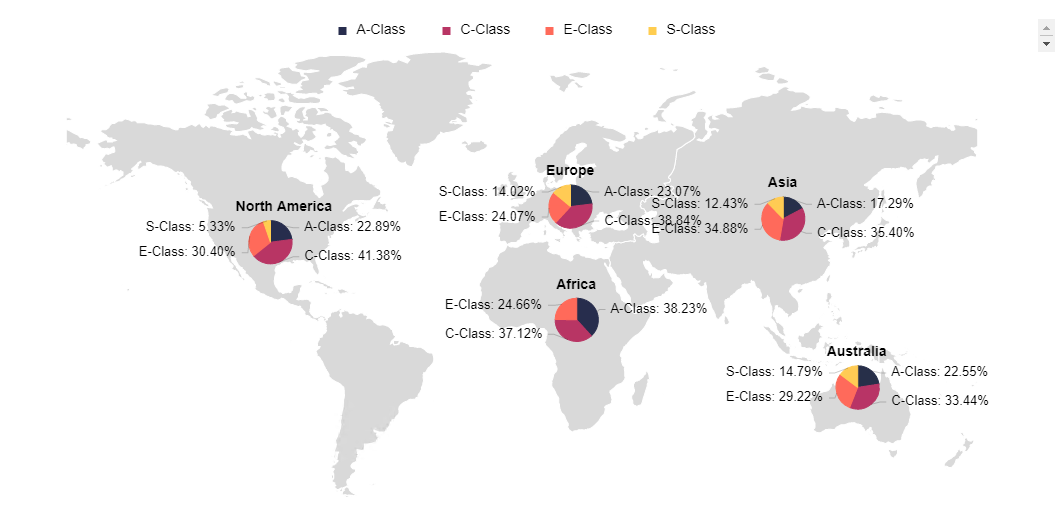 A-Class
C-Class
E-Class
S-Class
Europe
S-Class: 14.02%
A-Class: 23.07%
E-Class: 24.07%
C-Class: 38.84%
Asia
S-Class: 12.43%
A-Class: 17.29%
E-Class: 34.88%
C-Class: 35.40%
North America
S-Class: 5.33%
A-Class: 22.89%
E-Class: 30.40%
C-Class: 41.38%
Africa
E-Class: 24.66%
A-Class: 38.23%
C-Class: 37.12%
Australia
S-Class: 14.79%
A-Class: 22.55%
E-Class: 29.22%
C-Class: 33.44%